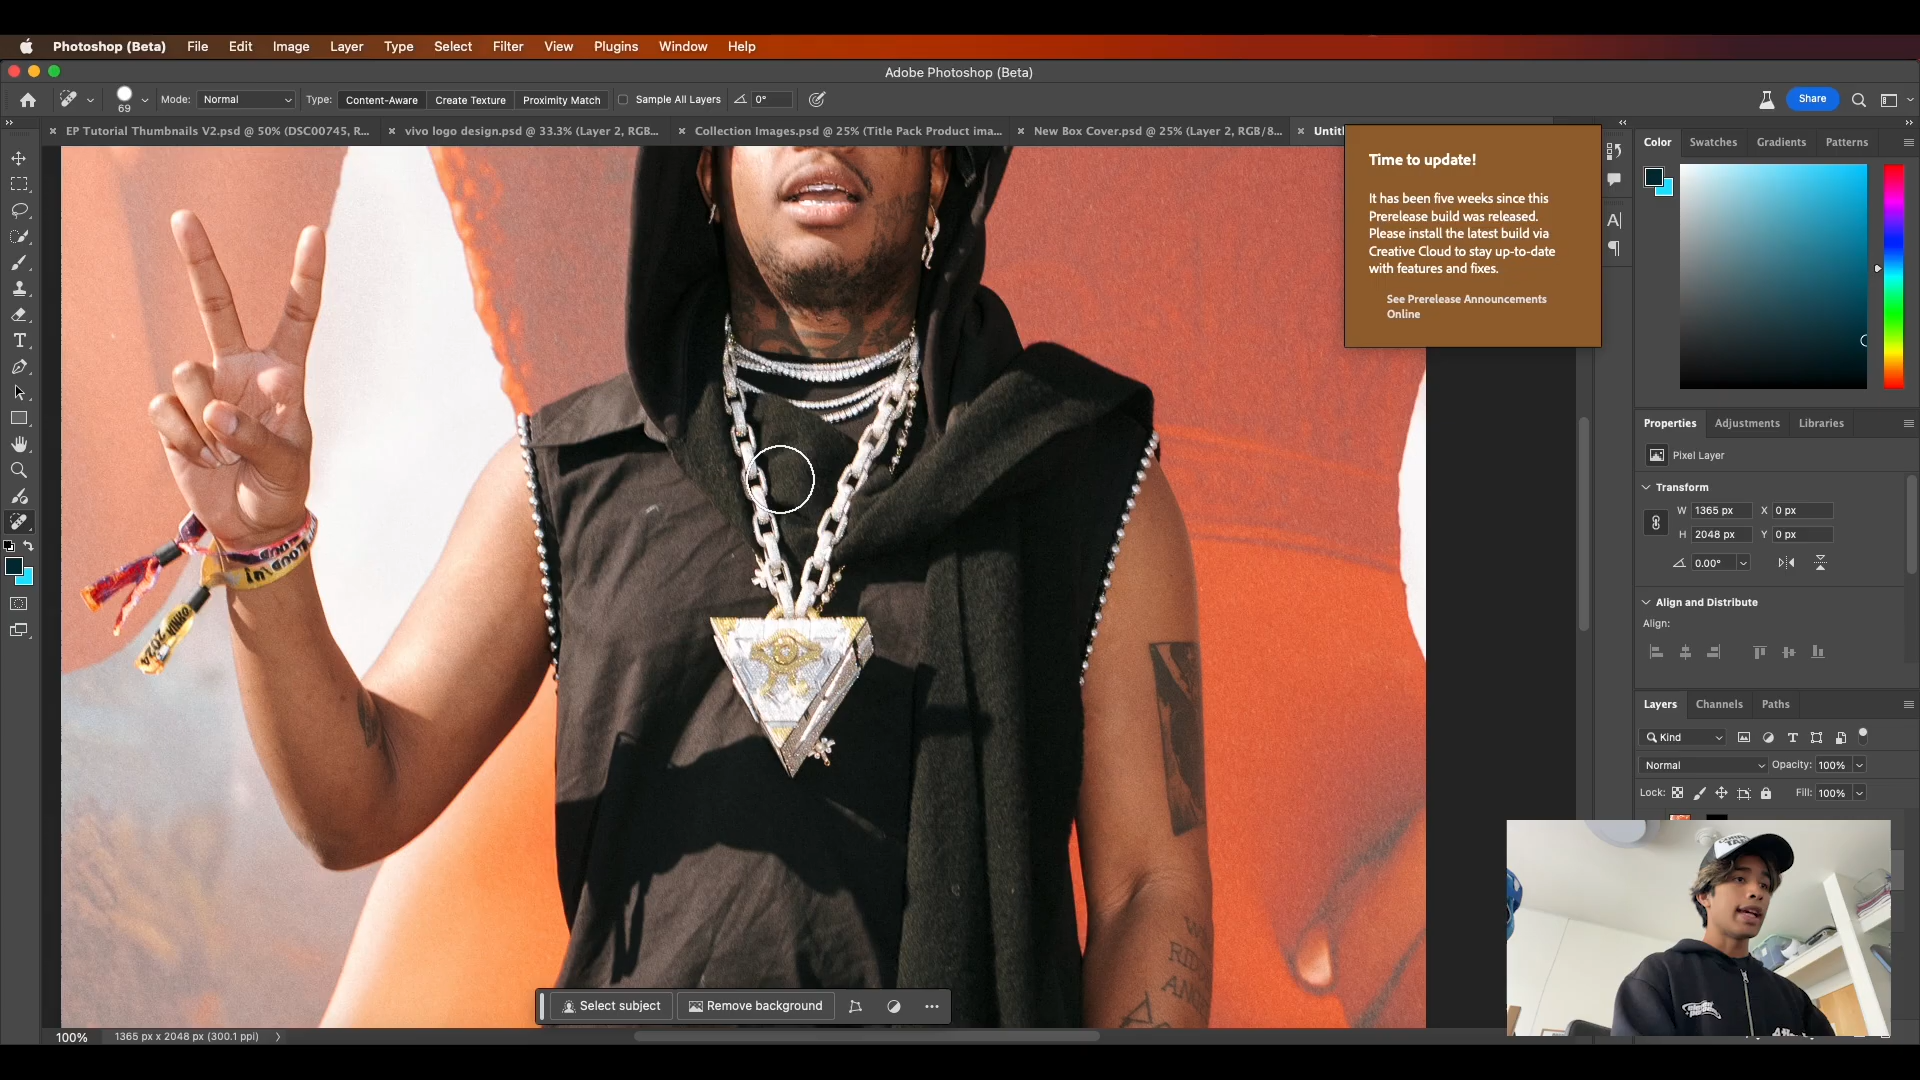 Photoshop (Beta) File Edit Image Layer Type Select Filter View Plugins Window Help
Adobe Photoshop (Beta)
69 Mode: Normal Type: Content-Aware Create Texture Proximity Match Sample All Layers 0° Share
EP Tutorial Thumbnails V2.psd @ 50% (DSC00745, R... vivo logo design.psd @ 33.3% (Layer 2, RGB... Collection Images.psd @ 25% (Title Pack Product ima... New Box Cover.psd @ 25% (Layer 2, RGB/8... Untitl
Time to update!
It has been five weeks since this
Prerelease build was released.
Please install the latest build via
Creative Cloud to stay up-to-date
with features and fixes.
See Prerelease Announcements
Online
Color Swatches Gradients Patterns
Properties Adjustments Libraries
Pixel Layer
Transform
W 1365 px X 0 px
H 2048 px Y 0 px
0.00°
Align and Distribute
Align:
Layers Channels Paths
Kind
Normal Opacity: 100%
Lock: Fill: 100%
2024
RID
Select subject Remove background
100% 1365 px x 2048 px (300.1 ppi)